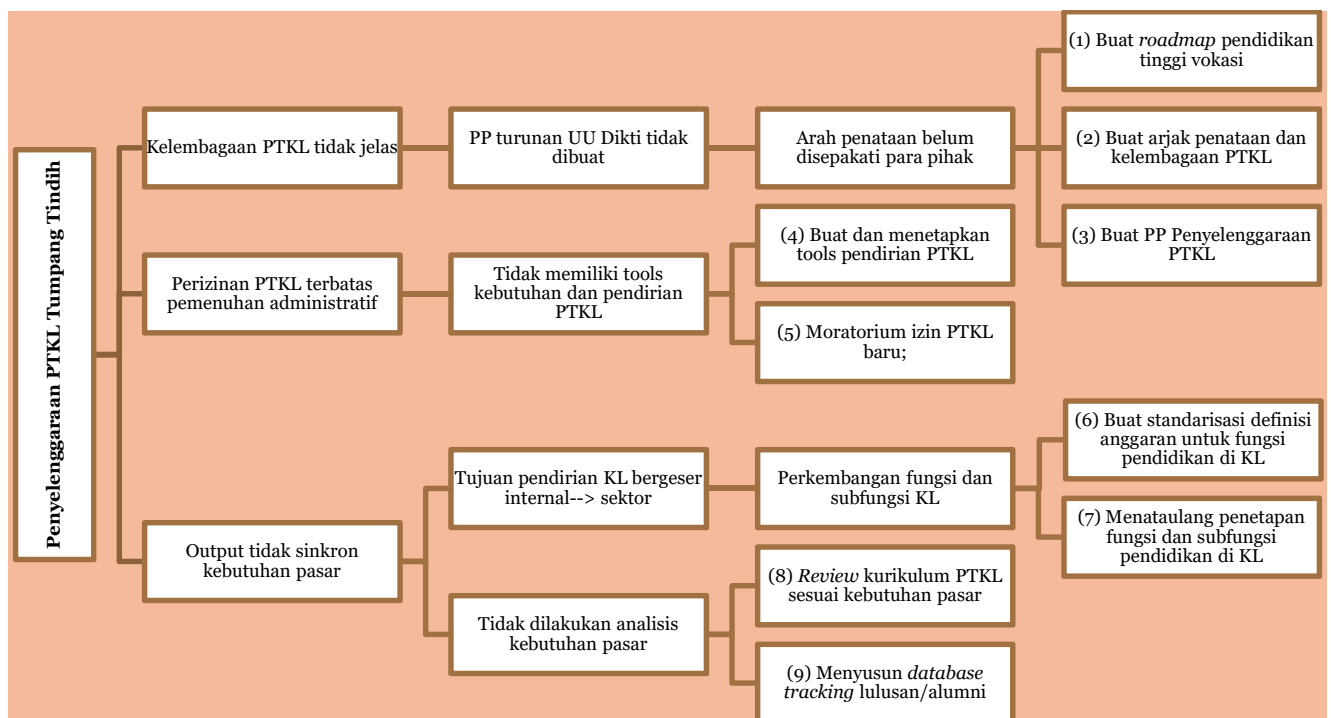 Penyelenggaraan PTKL Tumpang Tindih
Kelembagaan PTKL tidak jelas
PP turunan UU Dikti tidak
dibuat
Arah penataan belum
disepakati para pihak
(1) Buat roadmap pendidikan
tinggi vokasi
(2) Buat arjak penataan dan
kelembagaan PTKL
(3) Buat PP Penyelenggaraan
PTKL
Perizinan PTKL terbatas
pemenuhan administratif
Tidak memiliki tools
kebutuhan dan pendirian
PTKL
(4) Buat dan menetapkan
tools pendirian PTKL
(5) Moratorium izin PTKL
baru;
Output tidak sinkron
kebutuhan pasar
Tujuan pendirian KL bergeser
internal--> sektor
Perkembangan fungsi dan
subfungsi KL
(6) Buat standarisasi definisi
anggaran untuk fungsi
pendidikan di KL
(7) Menataulang penetapan
fungsi dan subfungsi
pendidikan di KL
Tidak dilakukan analisis
kebutuhan pasar
(8) Review kurikulum PTKL
sesuai kebutuhan pasar
(9) Menyusun database
tracking lulusan/alumni